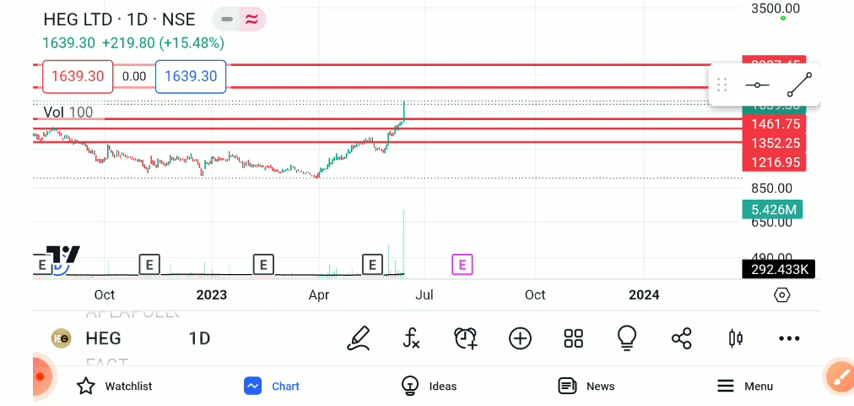 HEG LTD · 1D · NSE
3500.00
1639.30 +219.80 (+15.48%)
1639.30 0.00 1639.30
Vol 100
1461.75
1352.25
1216.95
850.00
5.426M
650.00
490.00
E D E E E E
292.433K
Oct 2023 Apr Jul Oct 2024
HEG 1D
Watchlist Chart Ideas News Menu